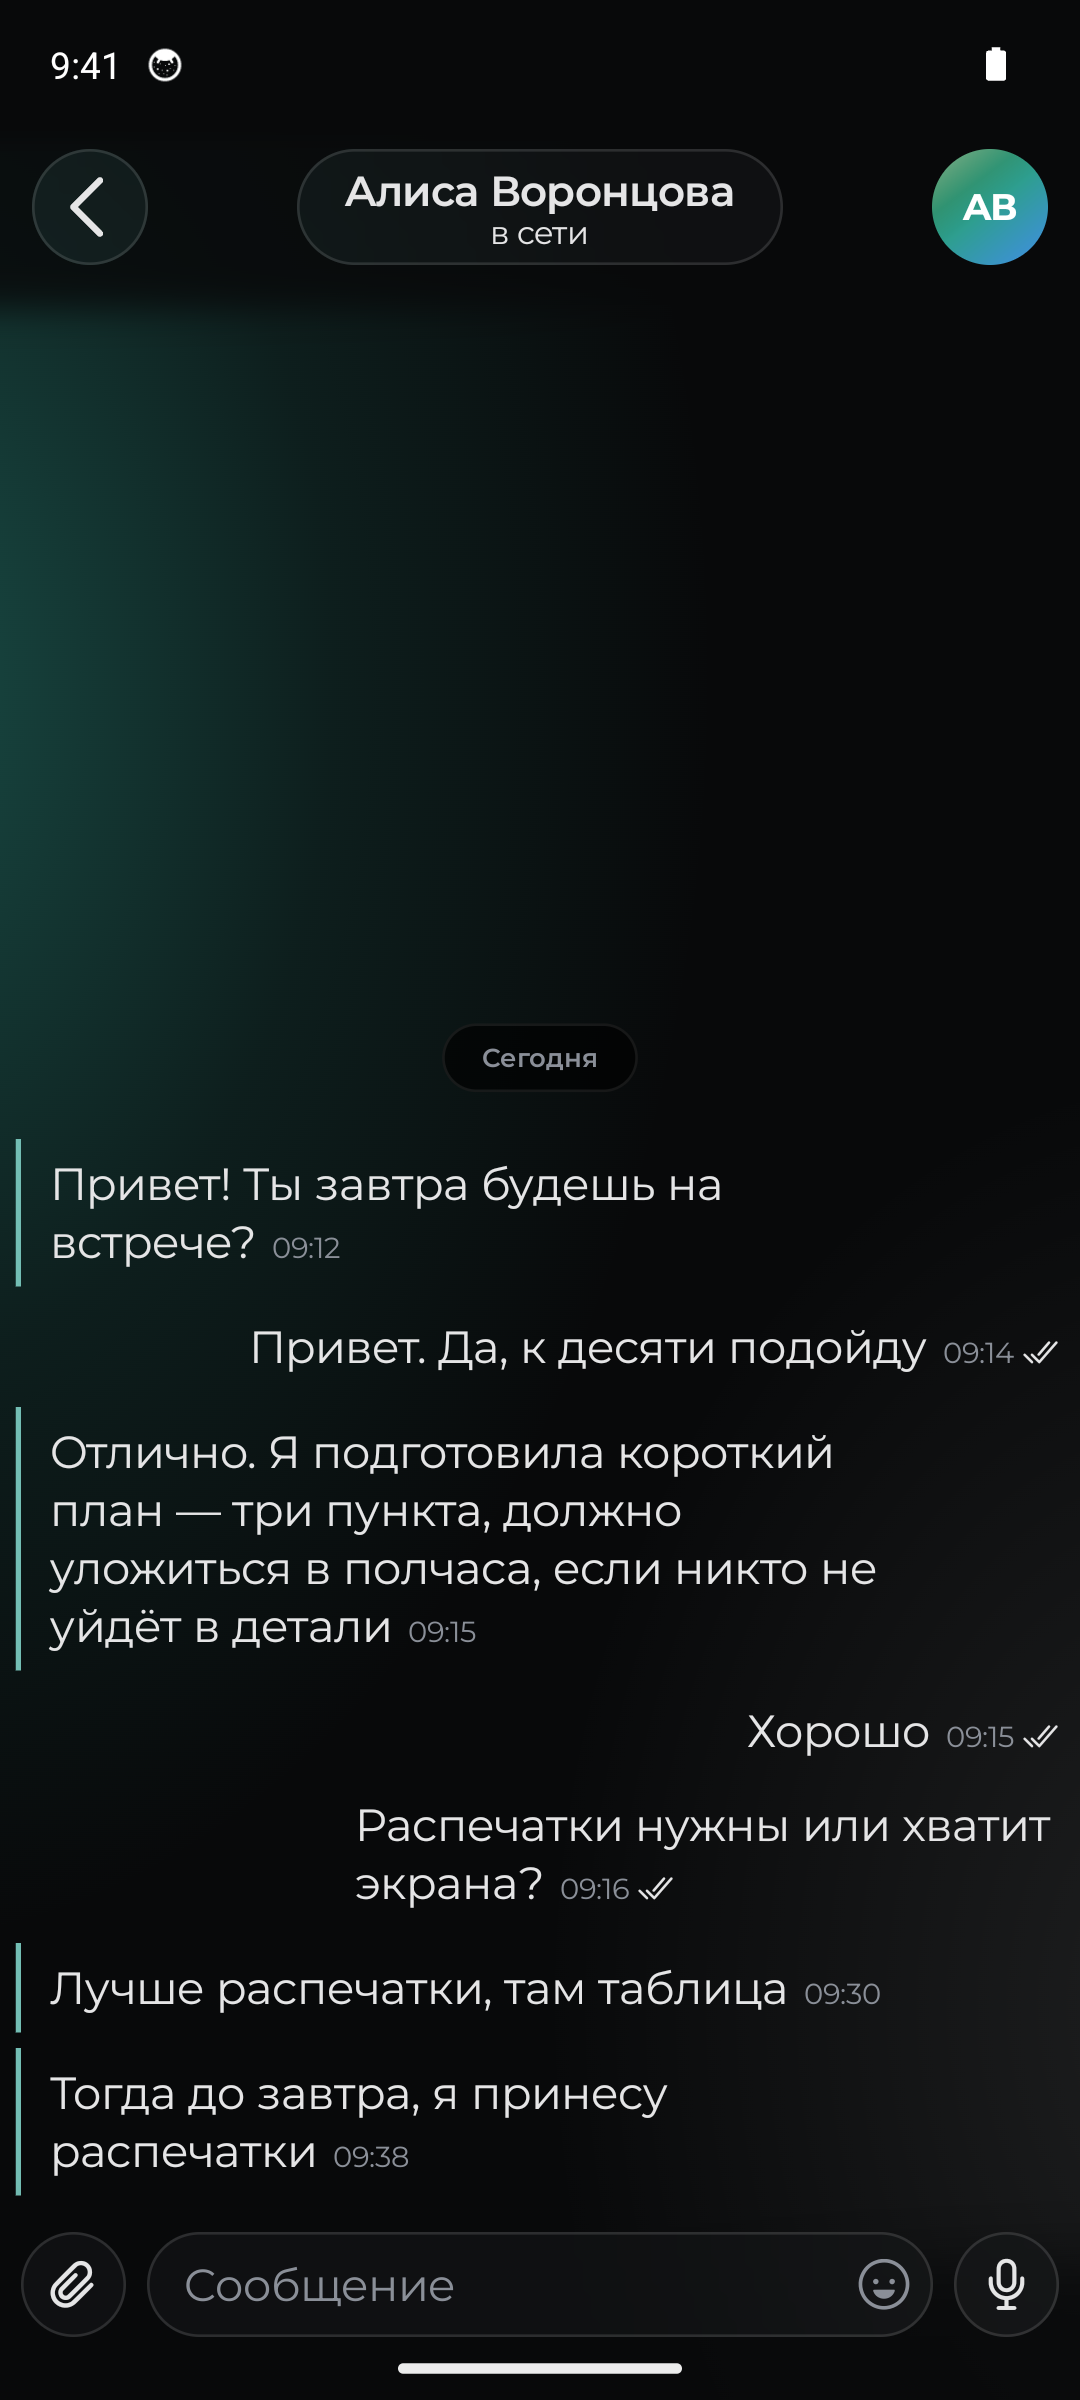 9:41
Алиса Воронцова
в сети
АВ
Сегодня
Привет! Ты завтра будешь на
встрече? 09:12
Привет. Да, к десяти подойду 09:14
Отлично. Я подготовила короткий
план — три пункта, должно
уложиться в полчаса, если никто не
уйдёт в детали 09:15
Хорошо 09:15
Распечатки нужны или хватит
экрана? 09:16
Лучше распечатки, там таблица 09:30
Тогда до завтра, я принесу
распечатки 09:38
Сообщение